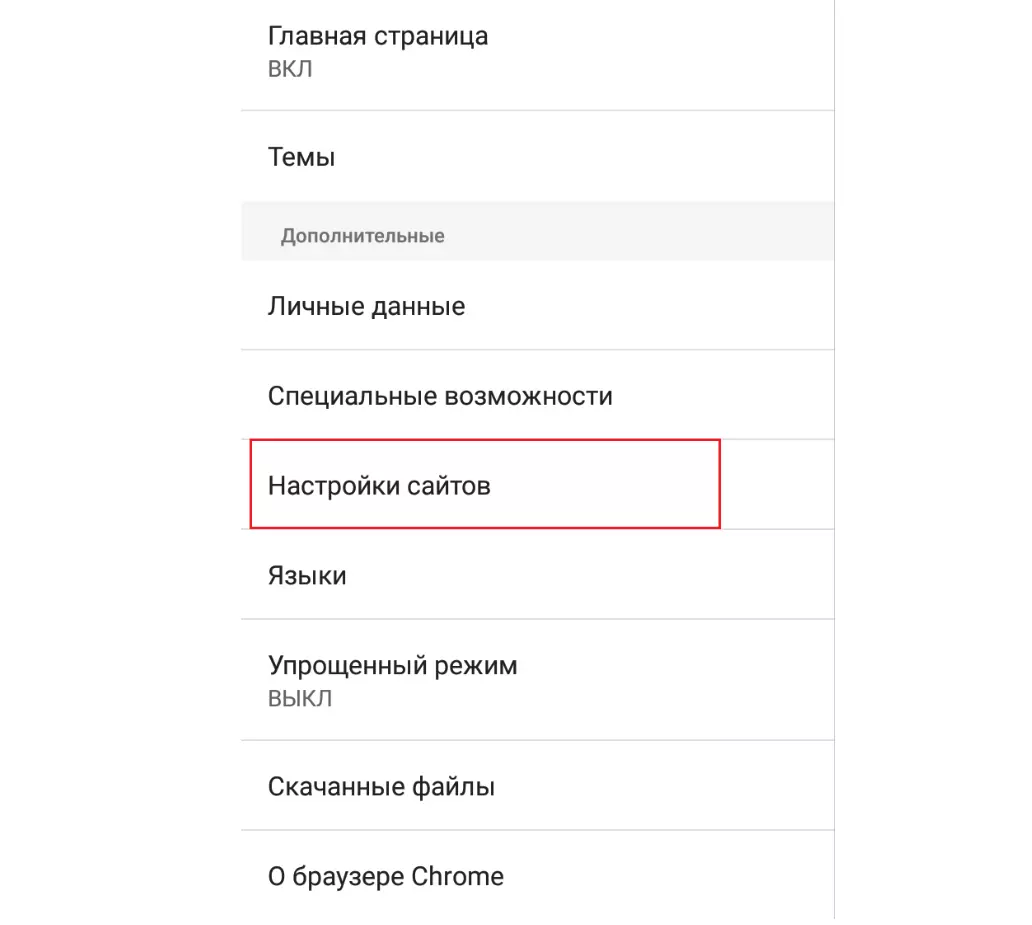 Главная страница
ВКЛ
Темы
Дополнительные
Личные данные
Специальные возможности
Настройки сайтов
Языки
Упрощенный режим
ВЫКЛ
Скачанные файлы
О браузере Chrome